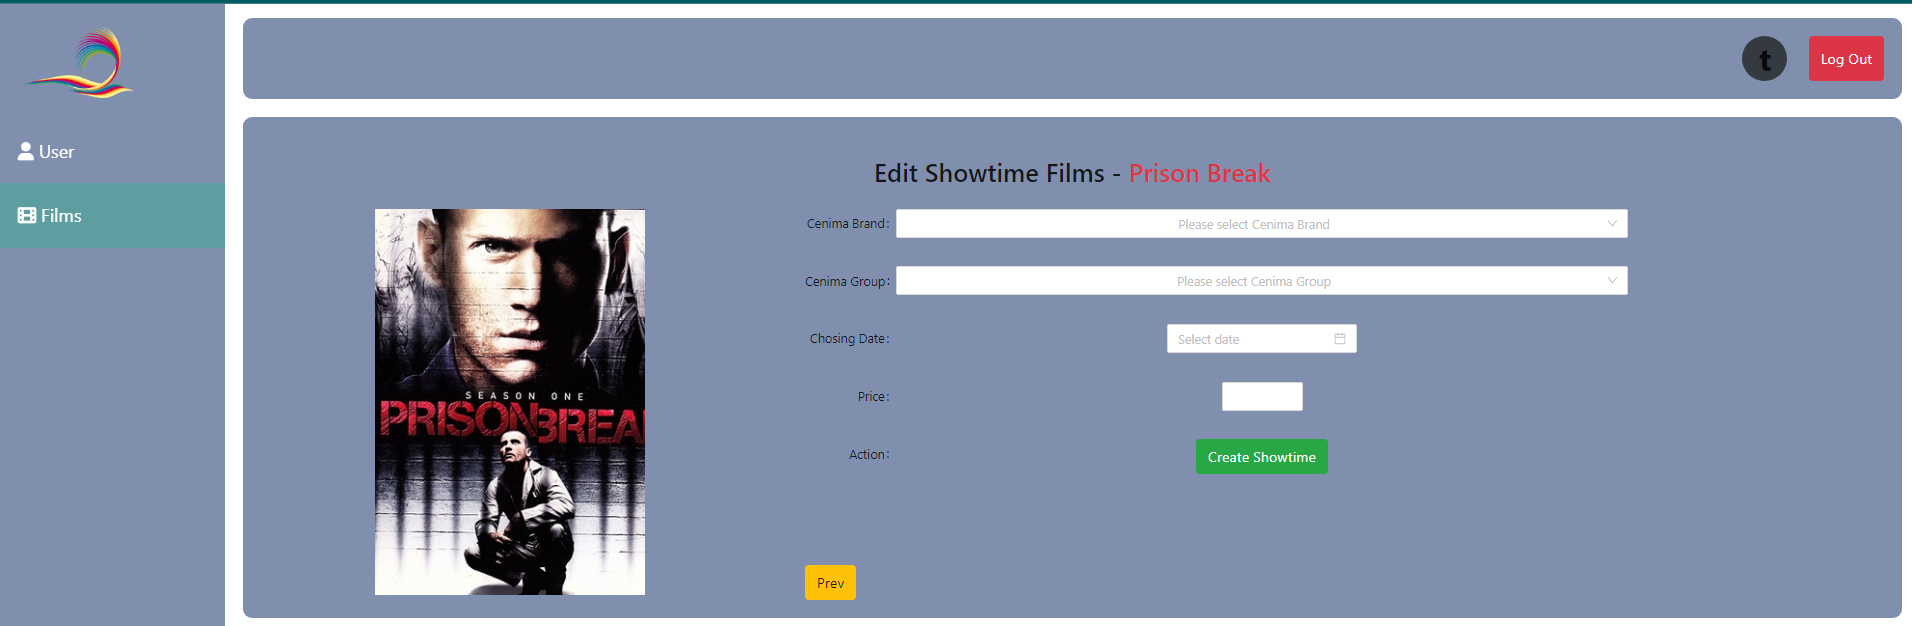 t
Log Out
User
Films
Edit Showtime Films - Prison Break
Cenima Brand:
Please select Cenima Brand
Cenima Group:
Please select Cenima Group
Chosing Date:
Select date
Price:
Action:
Create Showtime
Prev
SEASON ONE
PRISON BREA